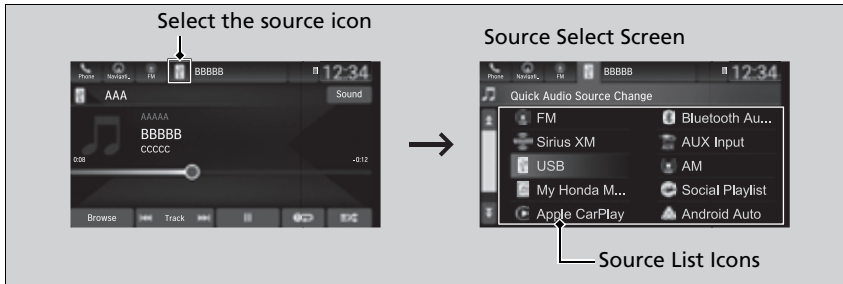 Select the source icon
Phone Navigati.. FM BBBBB 12:34
AAA Sound
AAAAA
BBBBB
CCCCC
0:08 -0:12
Browse Track
Source Select Screen
Phone Navigati.. FM BBBBB 12:34
Quick Audio Source Change
FM Bluetooth Au...
Sirius XM AUX Input
USB AM
My Honda M... Social Playlist
Apple CarPlay Android Auto
Source List Icons